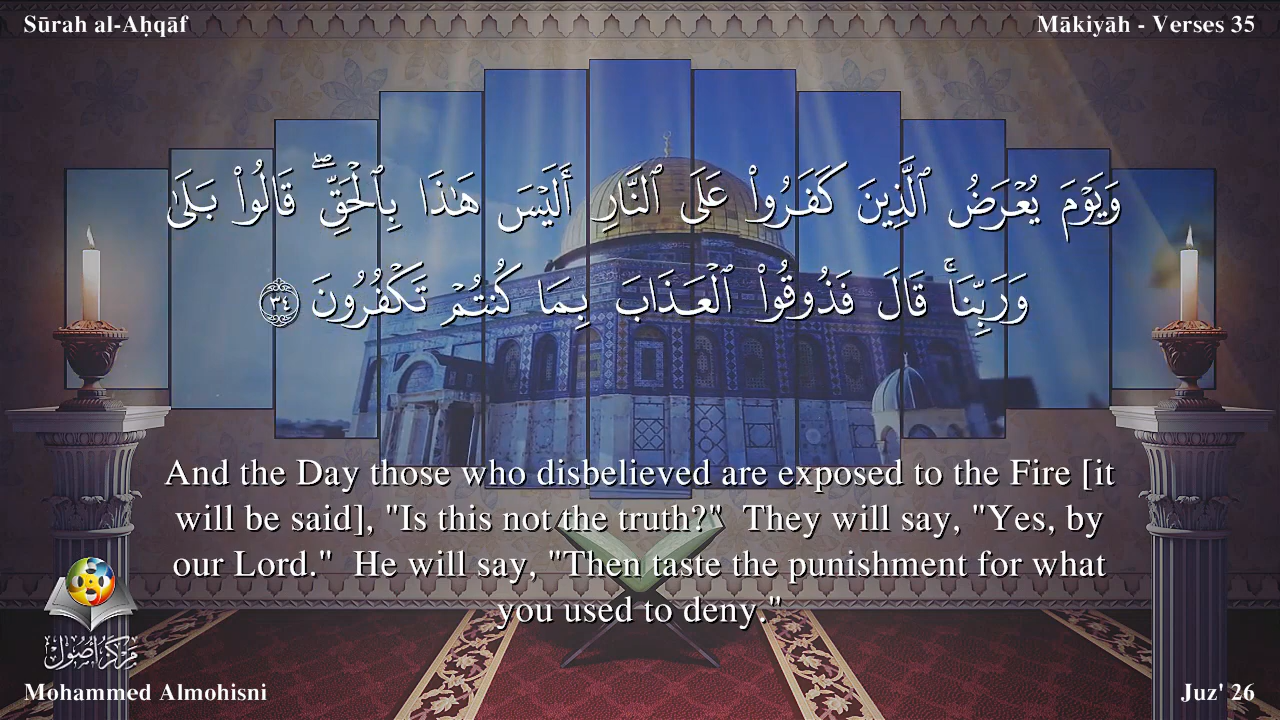 Sūrah al-Aḥqāf
Mākiyāh - Verses 35
وَيَوْمَ يُعْرَضُ ٱلَّذِينَ كَفَرُوا۟ عَلَى ٱلنَّارِ أَلَيْسَ هَـٰذَا بِٱلْحَقِّ ۖ قَالُوا۟ بَلَىٰ
وَرَبِّنَا ۚ قَالَ فَذُوقُوا۟ ٱلْعَذَابَ بِمَا كُنتُمْ تَكْفُرُونَ ٣٤
And the Day those who disbelieved are exposed to the Fire [it
will be said], "Is this not the truth?" They will say, "Yes, by
our Lord." He will say, "Then taste the punishment for what
you used to deny."
مركز أصول
Mohammed Almohisni
Juz' 26